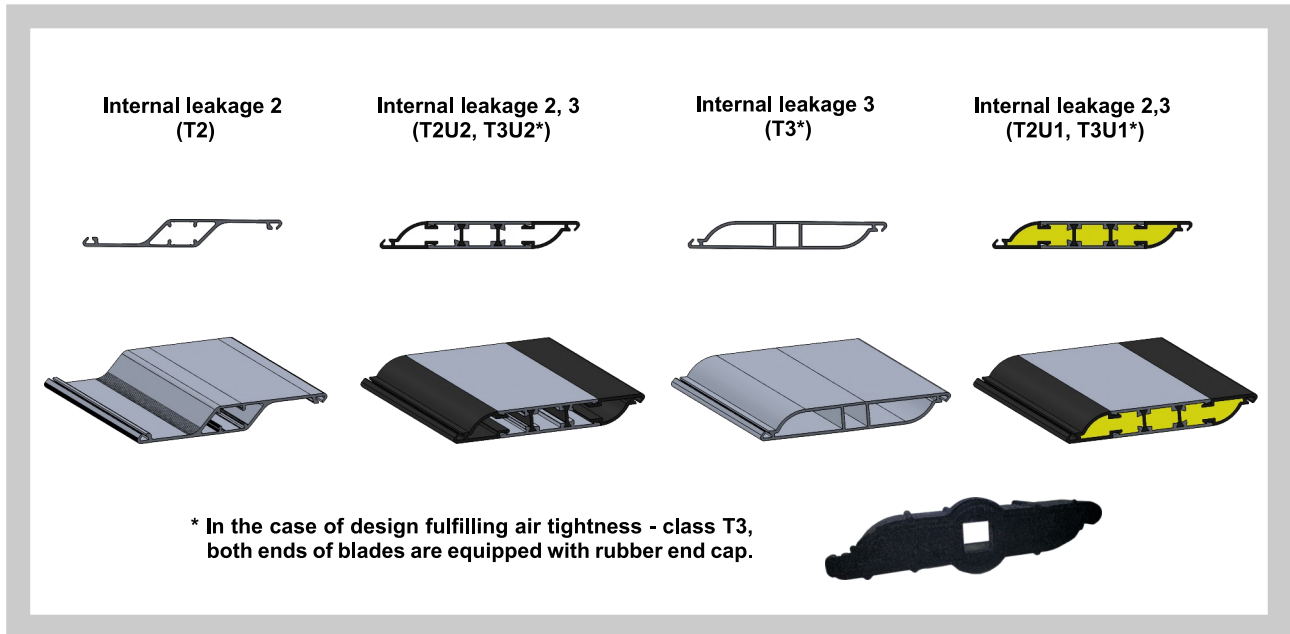 Internal leakage 2
(T2)
Internal leakage 2, 3
(T2U2, T3U2*)
Internal leakage 3
(T3*)
Internal leakage 2,3
(T2U1, T3U1*)
* In the case of design fulfilling air tightness - class T3,
both ends of blades are equipped with rubber end cap.